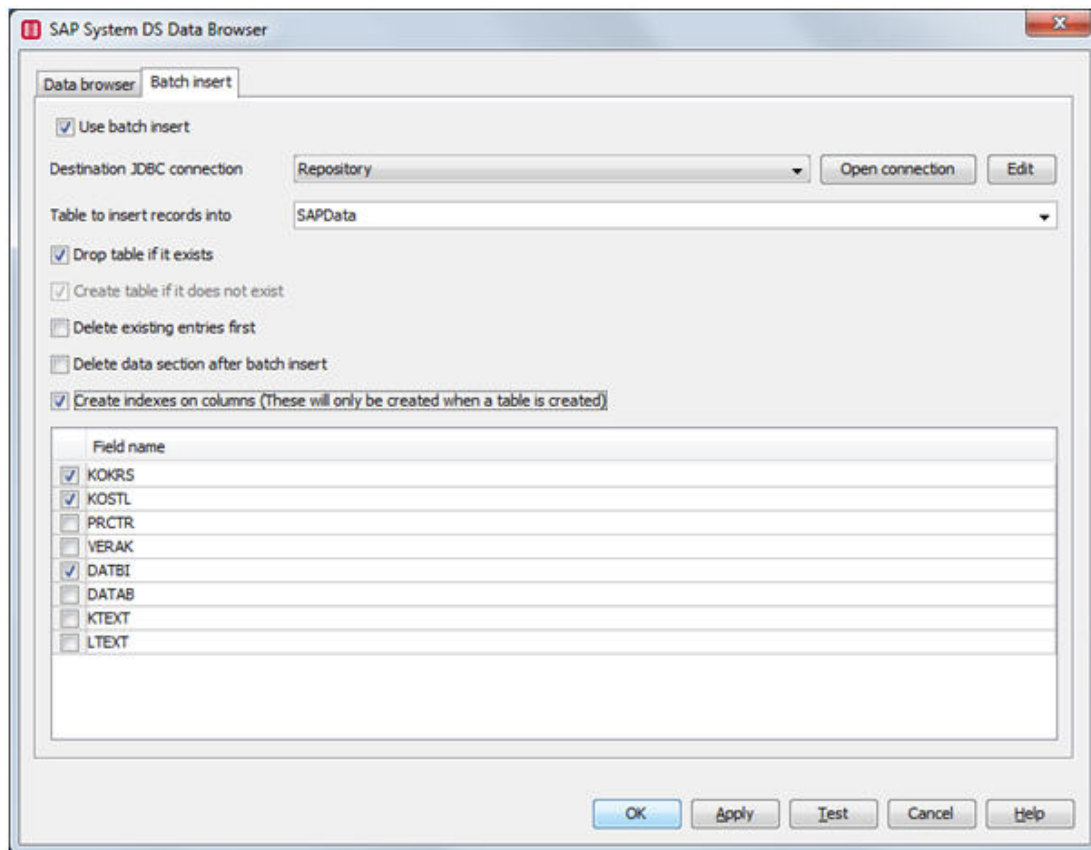 SAP System DS Data Browser
Data browser Batch insert
Use batch insert
Destination JDBC connection Repository Open connection Edit
Table to insert records into SAPData
Drop table if it exists
Create table if it does not exist
Delete existing entries first
Delete data section after batch insert
Create indexes on columns (These will only be created when a table is created)
Field name
KOKRS
KOSTL
PRCTR
VERAK
DATBI
DATAB
KTEXT
LTEXT
OK Apply Test Cancel Help